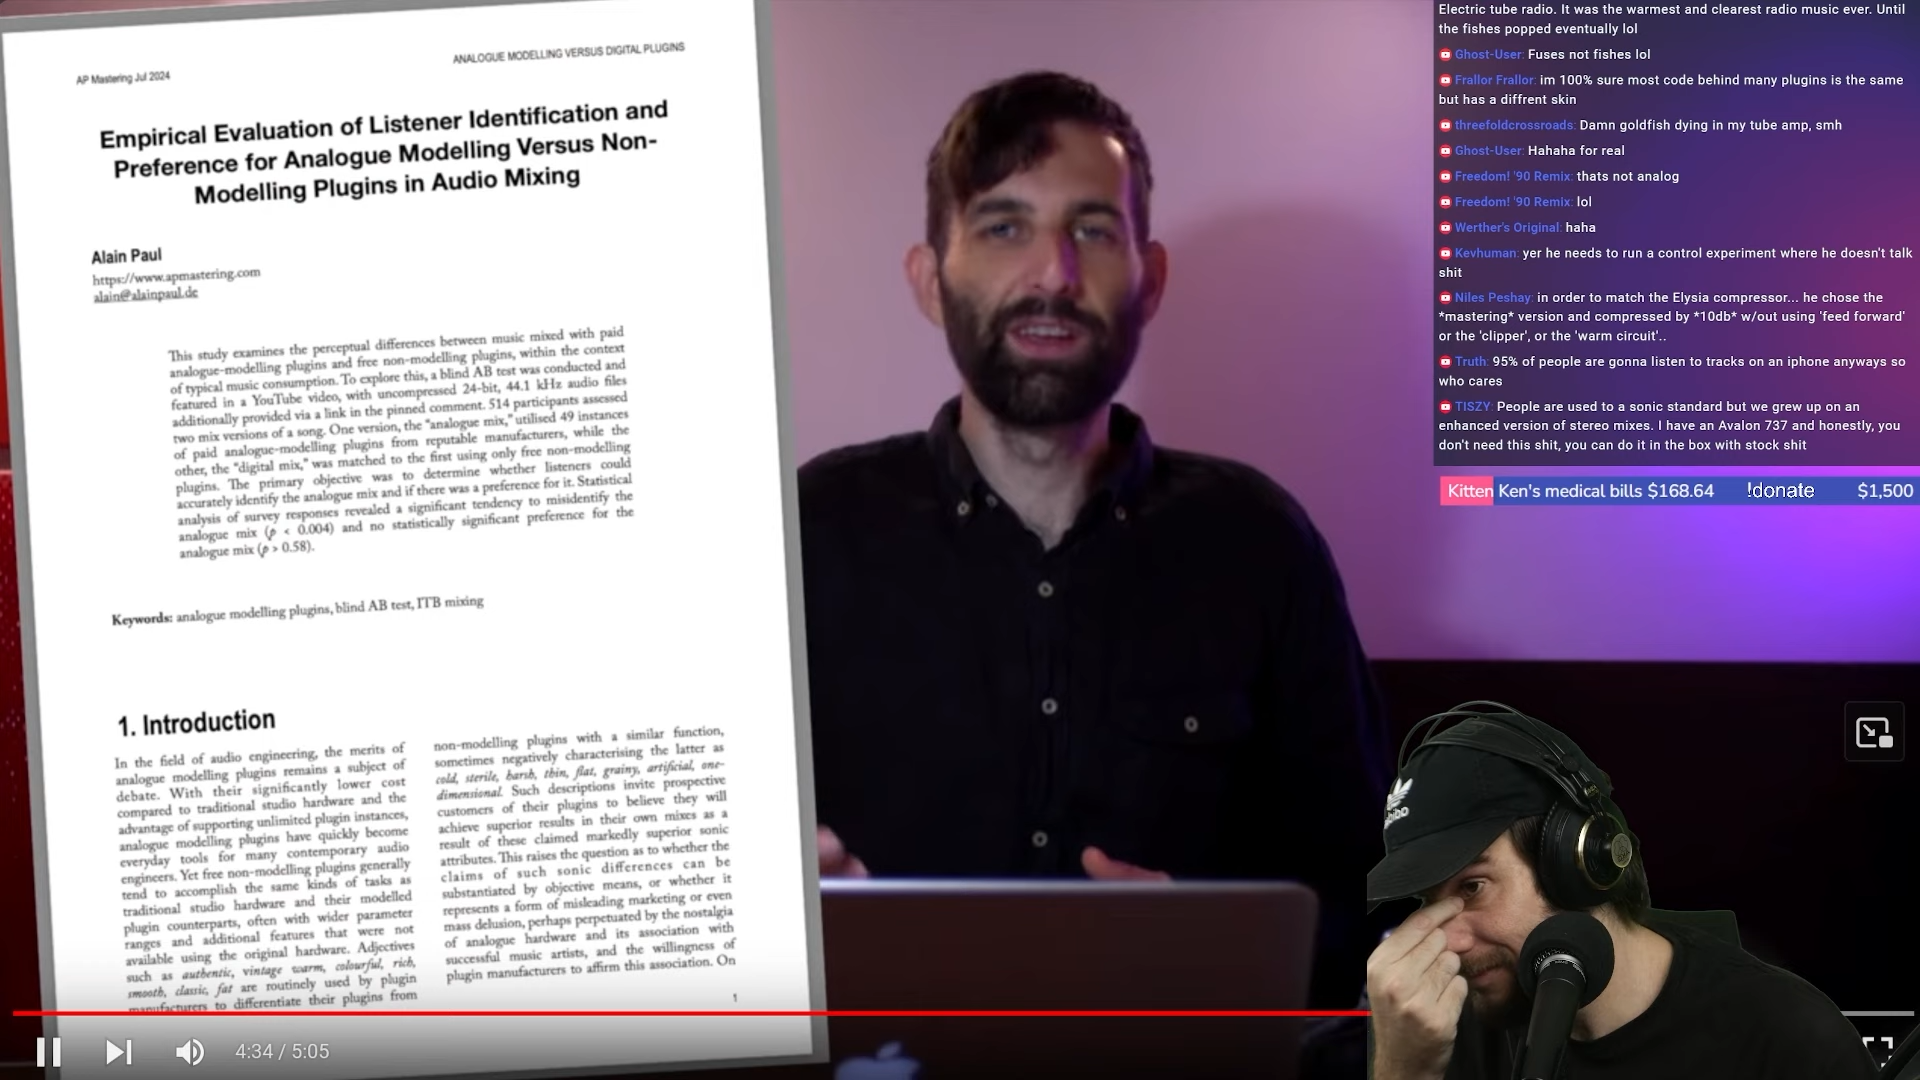 AP Mastering Jul 2024
ANALOGUE MODELLING VERSUS DIGITAL PLUGINS
Empirical Evaluation of Listener Identification and
Preference for Analogue Modelling Versus Non-
Modelling Plugins in Audio Mixing
Alain Paul
https://www.apmastering.com
alain@alainpaul.de
This study examines the perceptual differences between music mixed with paid
analogue-modelling plugins and free non-modelling plugins, within the context
of typical music consumption. To explore this, a blind AB test was conducted and
featured in a YouTube video, with uncompressed 24-bit, 44.1 kHz audio files
additionally provided via a link in the pinned comment. 514 participants assessed
two mix versions of a song. One version, the "analogue mix," utilised 49 instances
of paid analogue-modelling plugins from reputable manufacturers, while the
other, the "digital mix," was matched to the first using only free non-modelling
plugins. The primary objective was to determine whether listeners could
accurately identify the analogue mix and if there was a preference for it. Statistical
analysis of survey responses revealed a significant tendency to misidentify the
analogue mix (p < 0.004) and no statistically significant preference for the
analogue mix (p > 0.58).
Keywords: analogue modelling plugins, blind AB test, ITB mixing
1. Introduction
In the field of audio engineering, the merits of
analogue modelling plugins remains a subject of
debate. With their significantly lower cost
compared to traditional studio hardware and the
advantage of supporting unlimited plugin instances,
analogue modelling plugins have quickly become
everyday tools for many contemporary audio
engineers. Yet free non-modelling plugins generally
tend to accomplish the same kinds of tasks as
traditional studio hardware and their modelled
plugin counterparts, often with wider parameter
ranges and additional features that were not
available using the original hardware. Adjectives
such as authentic, vintage warm, colourful, rich,
smooth, classic, fat are routinely used by plugin
manufacturers to differentiate their plugins from
non-modelling plugins with a similar function,
sometimes negatively characterising the latter as
cold, sterile, harsh, thin, flat, grainy, artificial, one-
dimensional. Such descriptions invite prospective
customers of their plugins to believe they will
achieve superior results in their own mixes as a
result of these claimed markedly superior sonic
attributes. This raises the question as to whether the
claims of such sonic differences can be
substantiated by objective means, or whether it
represents a form of misleading marketing or even
mass delusion, perhaps perpetuated by the nostalgia
of analogue hardware and its association with
successful music artists, and the willingness of
plugin manufacturers to affirm this association. On
1
4:34 / 5:05
Electric tube radio. It was the warmest and clearest radio music ever. Until
the fishes popped eventually lol
Ghost-User: Fuses not fishes lol
Frallor Frallor: im 100% sure most code behind many plugins is the same
but has a diffrent skin
threefoldcrossroads: Damn goldfish dying in my tube amp, smh
Ghost-User: Hahaha for real
Freedom! '90 Remix: thats not analog
Freedom! '90 Remix: lol
Werther's Original: haha
Kevhuman: yer he needs to run a control experiment where he doesn't talk
shit
Niles Peshay: in order to match the Elysia compressor... he chose the
*mastering* version and compressed by *10db* w/out using 'feed forward'
or the 'clipper', or the 'warm circuit'..
Truth: 95% of people are gonna listen to tracks on an iphone anyways so
who cares
TISZY: People are used to a sonic standard but we grew up on an
enhanced version of stereo mixes. I have an Avalon 737 and honestly, you
don't need this shit, you can do it in the box with stock shit
Kitten Ken's medical bills $168.64 !donate $1,500